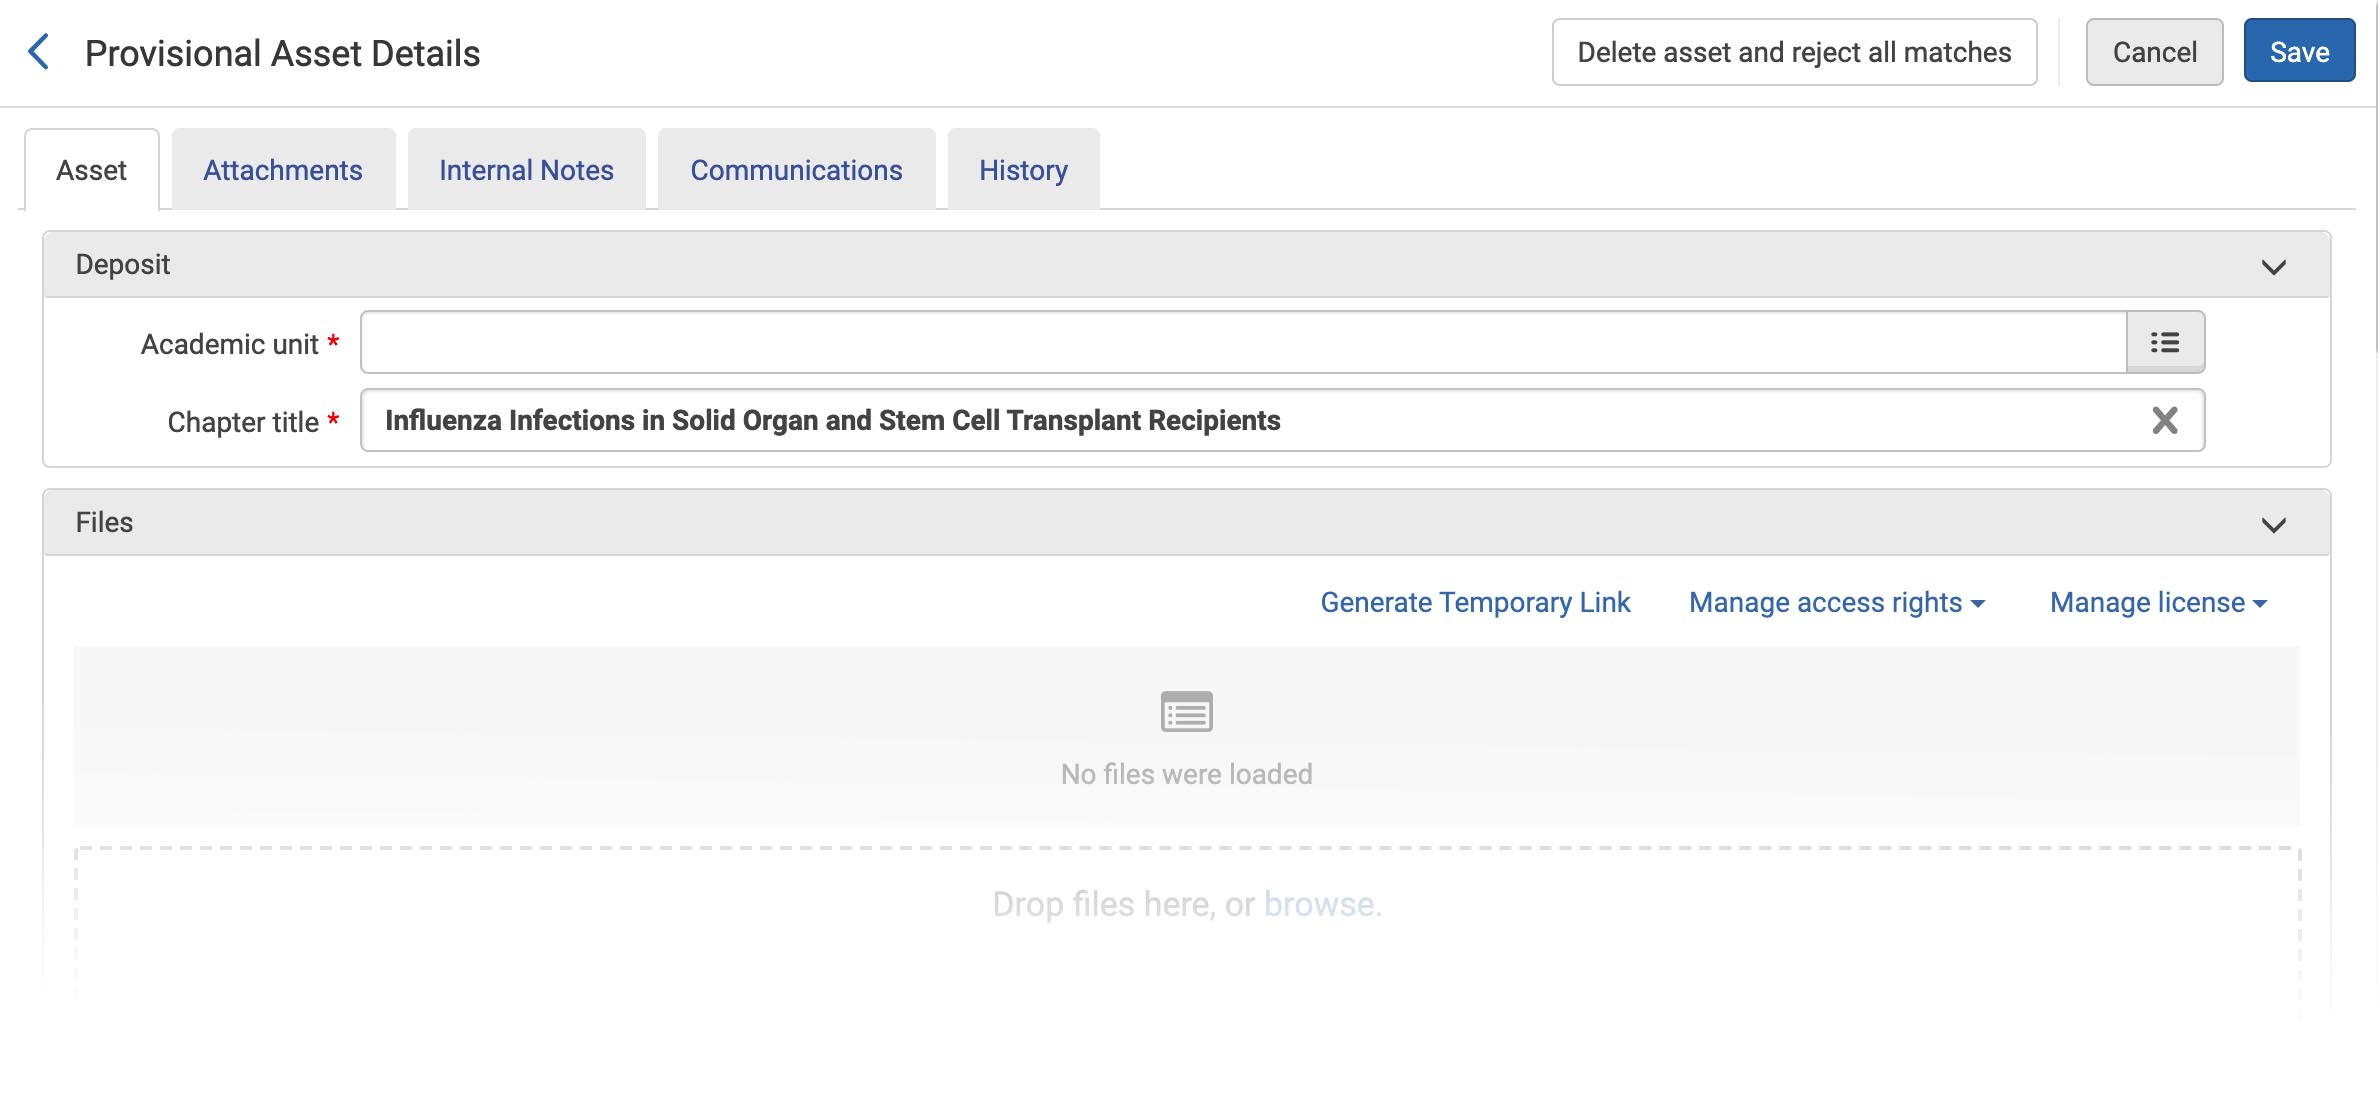 Provisional Asset Details
Delete asset and reject all matches
Cancel
Save
Asset
Attachments
Internal Notes
Communications
History
Deposit
Academic unit *
Chapter title *
Influenza Infections in Solid Organ and Stem Cell Transplant Recipients
Files
Generate Temporary Link
Manage access rights
Manage license
No files were loaded
Drop files here, or browse.